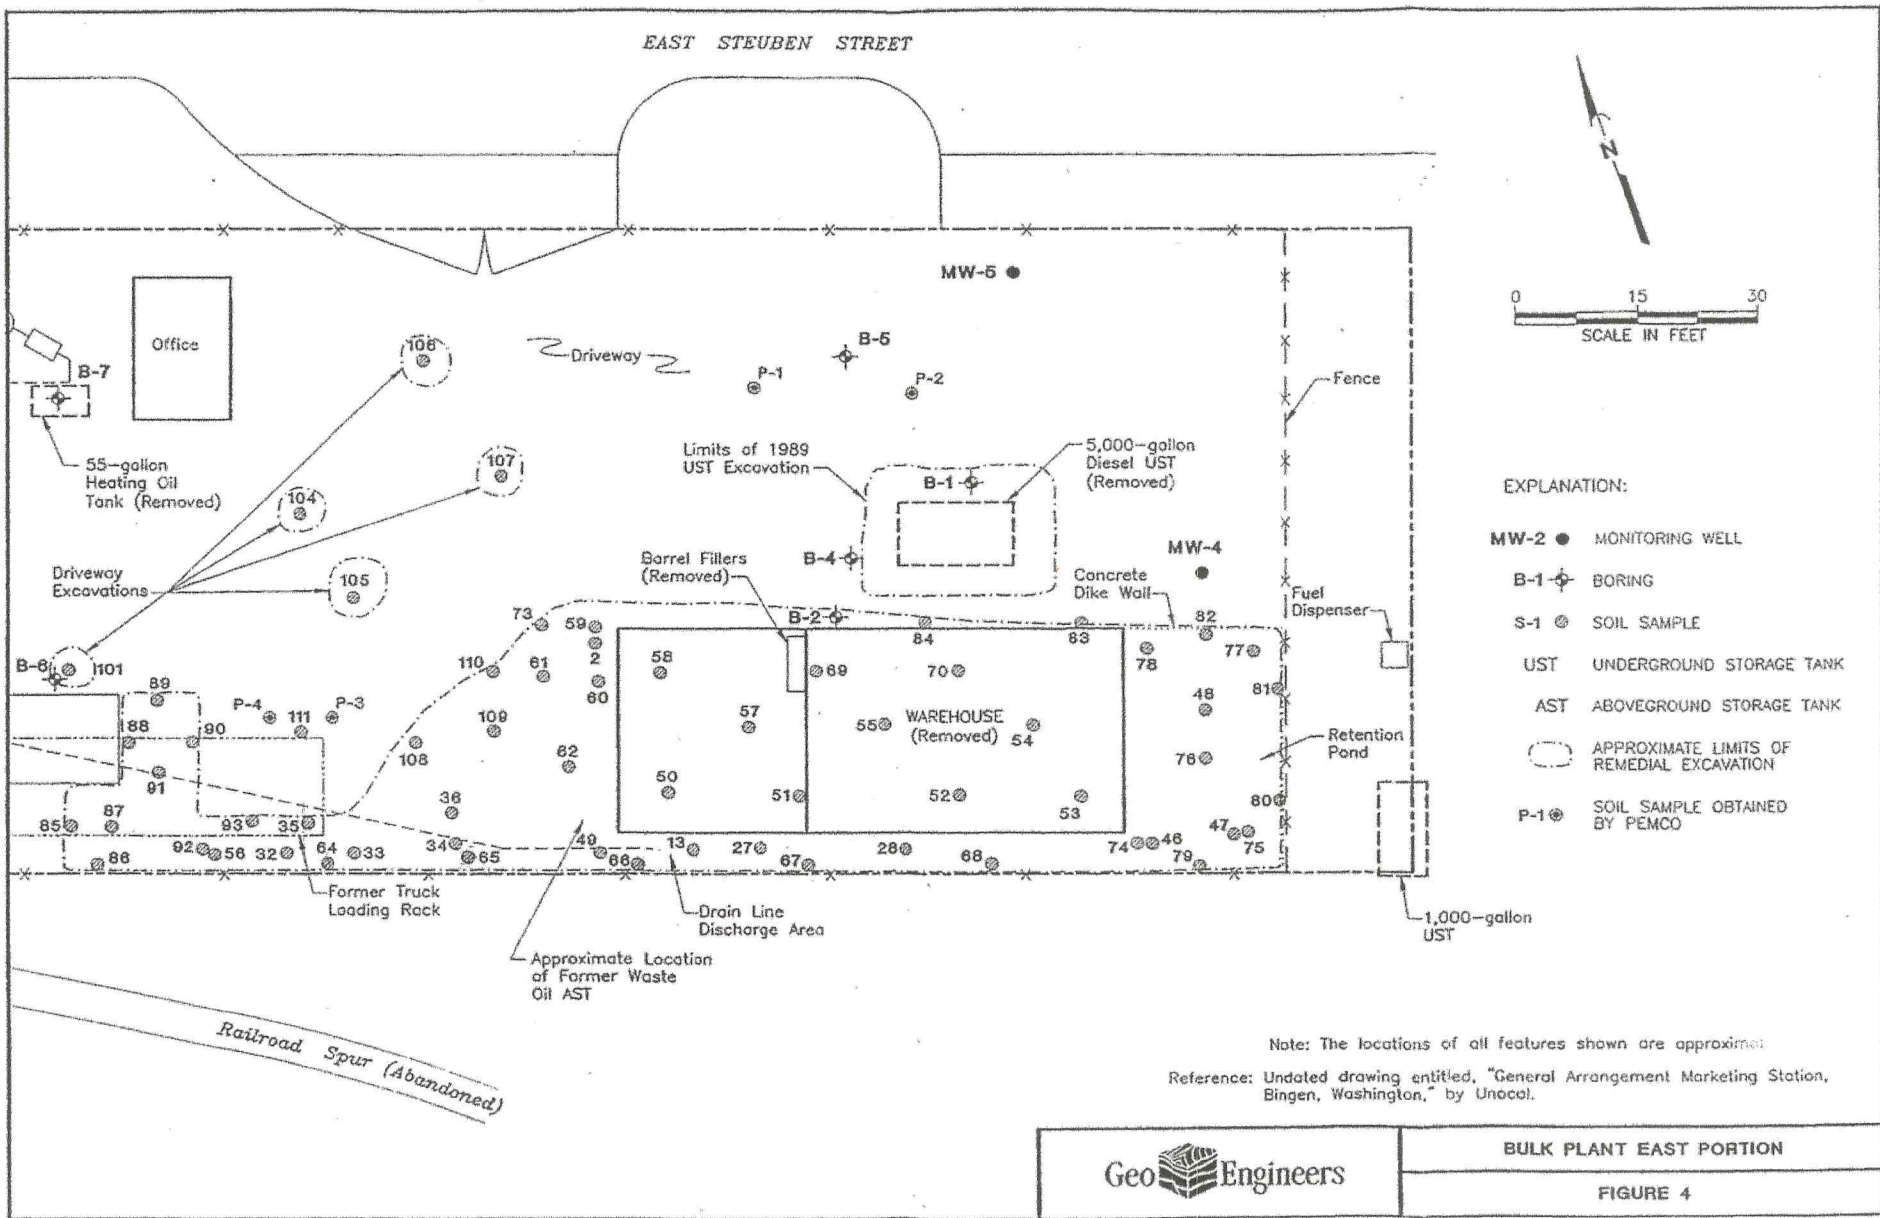 EAST STEUBEN STREET
N
MW-5
0 15 30
SCALE IN FEET
Office
106
Driveway
B-5
P-1
P-2
B-7
Fence
55-gallon
Heating Oil
Tank (Removed)
107
104
Limits of 1989
UST Excavation
5,000-gallon
Diesel UST
(Removed)
B-1
EXPLANATION:
MW-2 MONITORING WELL
B-1 BORING
S-1 SOIL SAMPLE
UST UNDERGROUND STORAGE TANK
AST ABOVEGROUND STORAGE TANK
APPROXIMATE LIMITS OF
REMEDIAL EXCAVATION
P-1 SOIL SAMPLE OBTAINED
BY PEMCO
Driveway
Excavations
105
Barrel Fillers
(Removed)
B-4
MW-4
Concrete
Dike Wall
Fuel
Dispenser
73
59
B-2
84
83
82
B-6
101
110
61
2
60
58
69
70
78
77
81
89
P-4
P-3
111
88
90
109
108
62
57
55
WAREHOUSE
(Removed)
54
48
76
Retention
Pond
91
50
51
52
53
80
36
85
87
93
35
86
92
56
32
64
33
34
65
49
66
13
27
67
28
68
74
46
79
47
75
Former Truck
Loading Rack
Drain Line
Discharge Area
1,000-gallon
UST
Approximate Location
of Former Waste
Oil AST
Railroad Spur (Abandoned)
Note: The locations of all features shown are
Reference: Undated drawing entitled, "General Arrangement Marketing Station,
Bingen, Washington," by Unocal.
GeoEngineers
BULK PLANT EAST PORTION
FIGURE 4